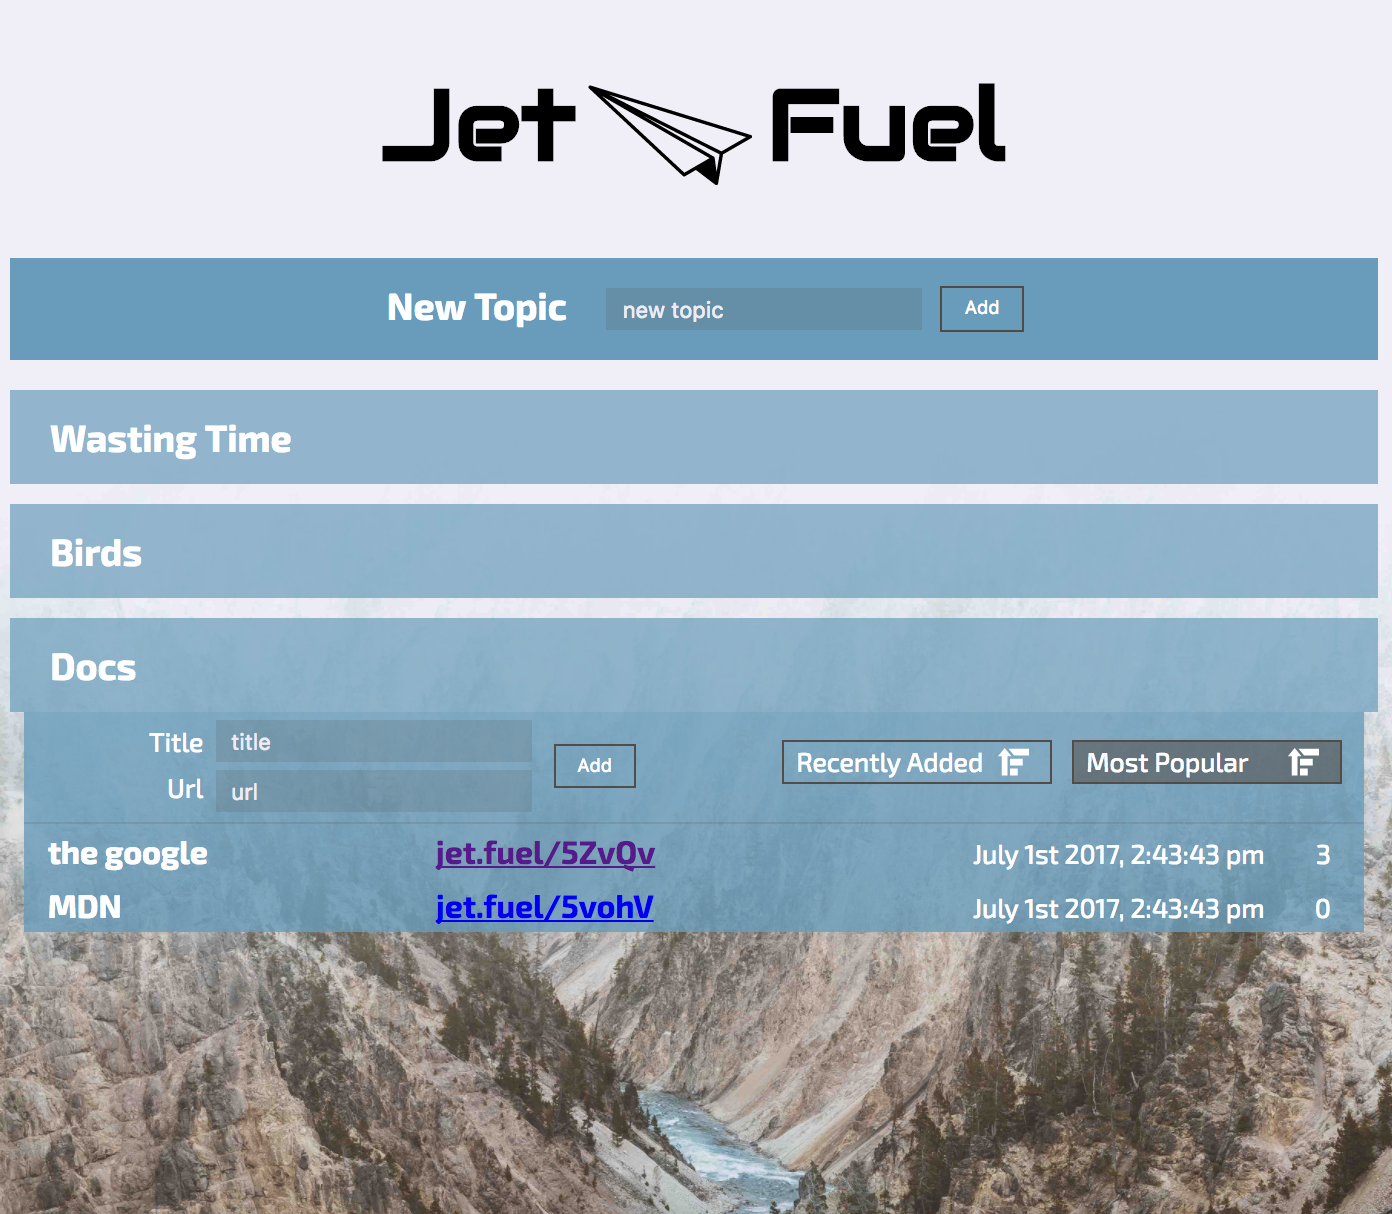 Jet Fuel
New Topic new topic Add
Wasting Time
Birds
Docs
Title title
Add Recently Added Most Popular
Url url
the google jet.fuel/5ZvQv July 1st 2017, 2:43:43 pm 3
MDN jet.fuel/5vohV July 1st 2017, 2:43:43 pm 0